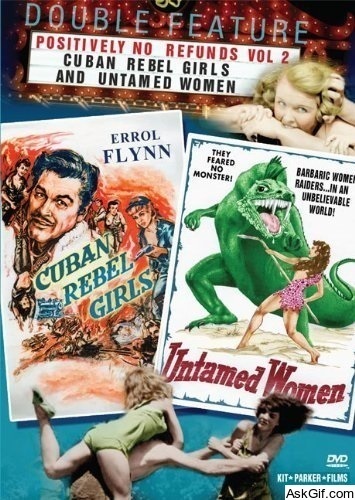 DOUBLE FEATURE
POSITIVELY NO REFUNDS VOL 2
CUBAN REBEL GIRLS
AND UNTAMED WOMEN
ERROL
FLYNN
CUBAN
REBEL
GIRLS
THEY
FEARED
NO
MONSTER!
BARBARIC WOMEN
RAIDERS...IN AN
UNBELIEVABLE
WORLD!
Untamed Women
DVD
KIT • PARKER • FILMS
AskGif.com